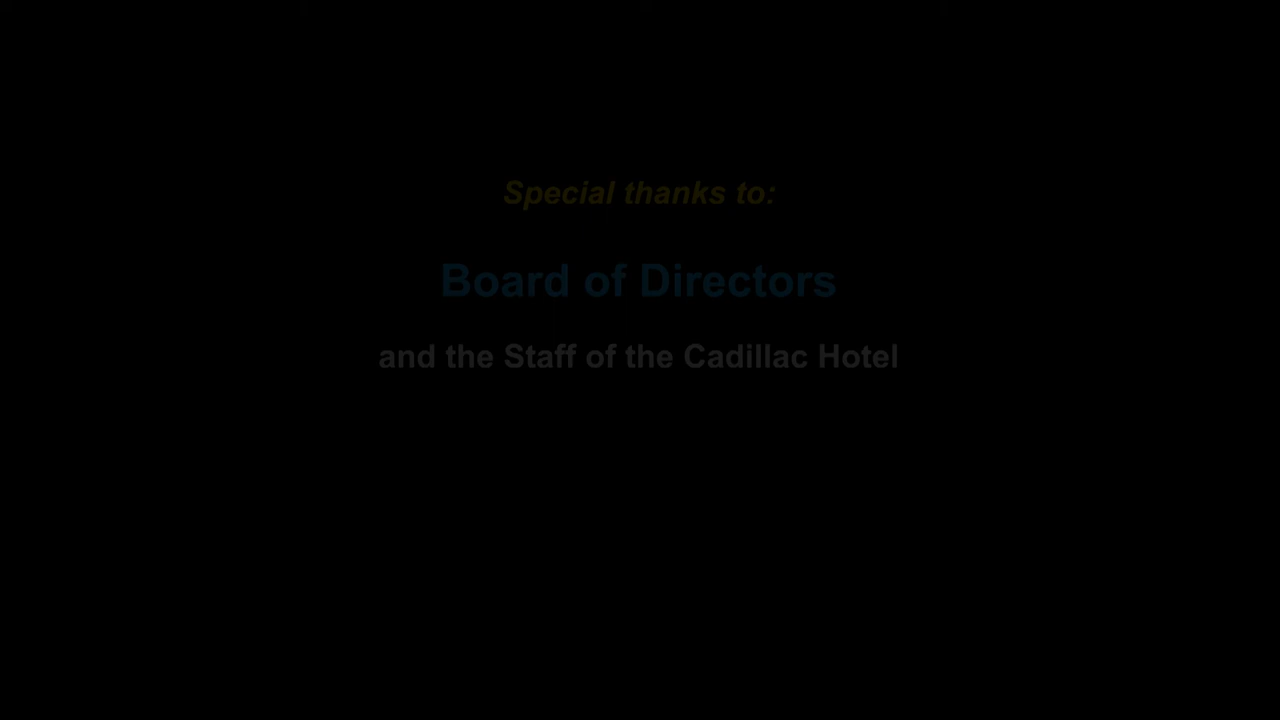 Special thanks to:
Board of Directors
and the Staff of the Cadillac Hotel